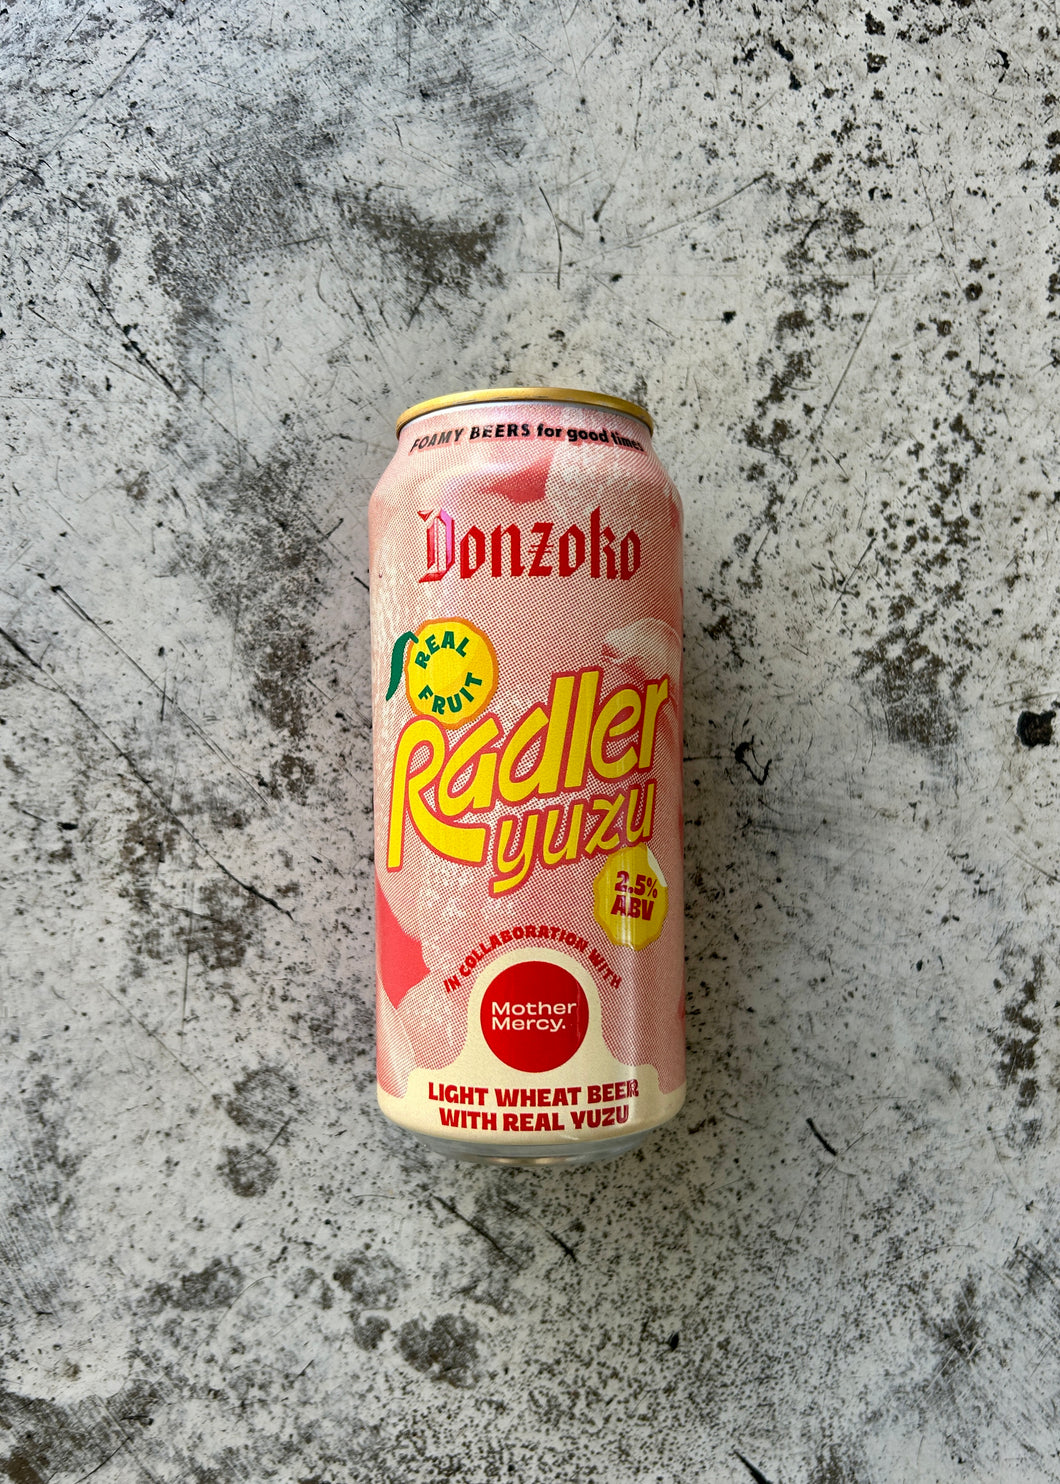 FOAMY BEERS for good times
Donzoko
REAL
FRUIT
Radler
yuzu
2.5%
ABV
IN COLLABORATION WITH
Mother
Mercy.
LIGHT WHEAT BEER
WITH REAL YUZU